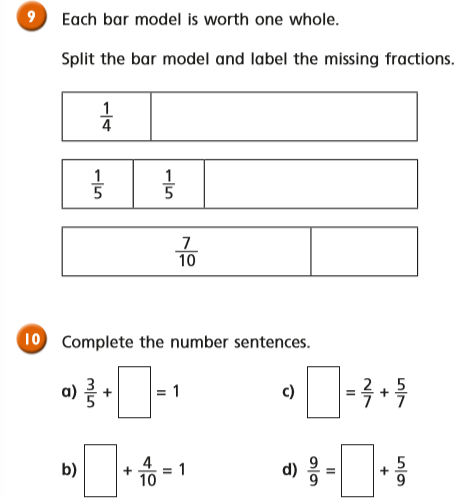 9 Each bar model is worth one whole.
Split the bar model and label the missing fractions.
1/4
1/5 1/5
7/10
10 Complete the number sentences.
a) 3/5 + = 1 c) = 2/7 + 5/7
b) + 4/10 = 1 d) 9/9 = + 5/9